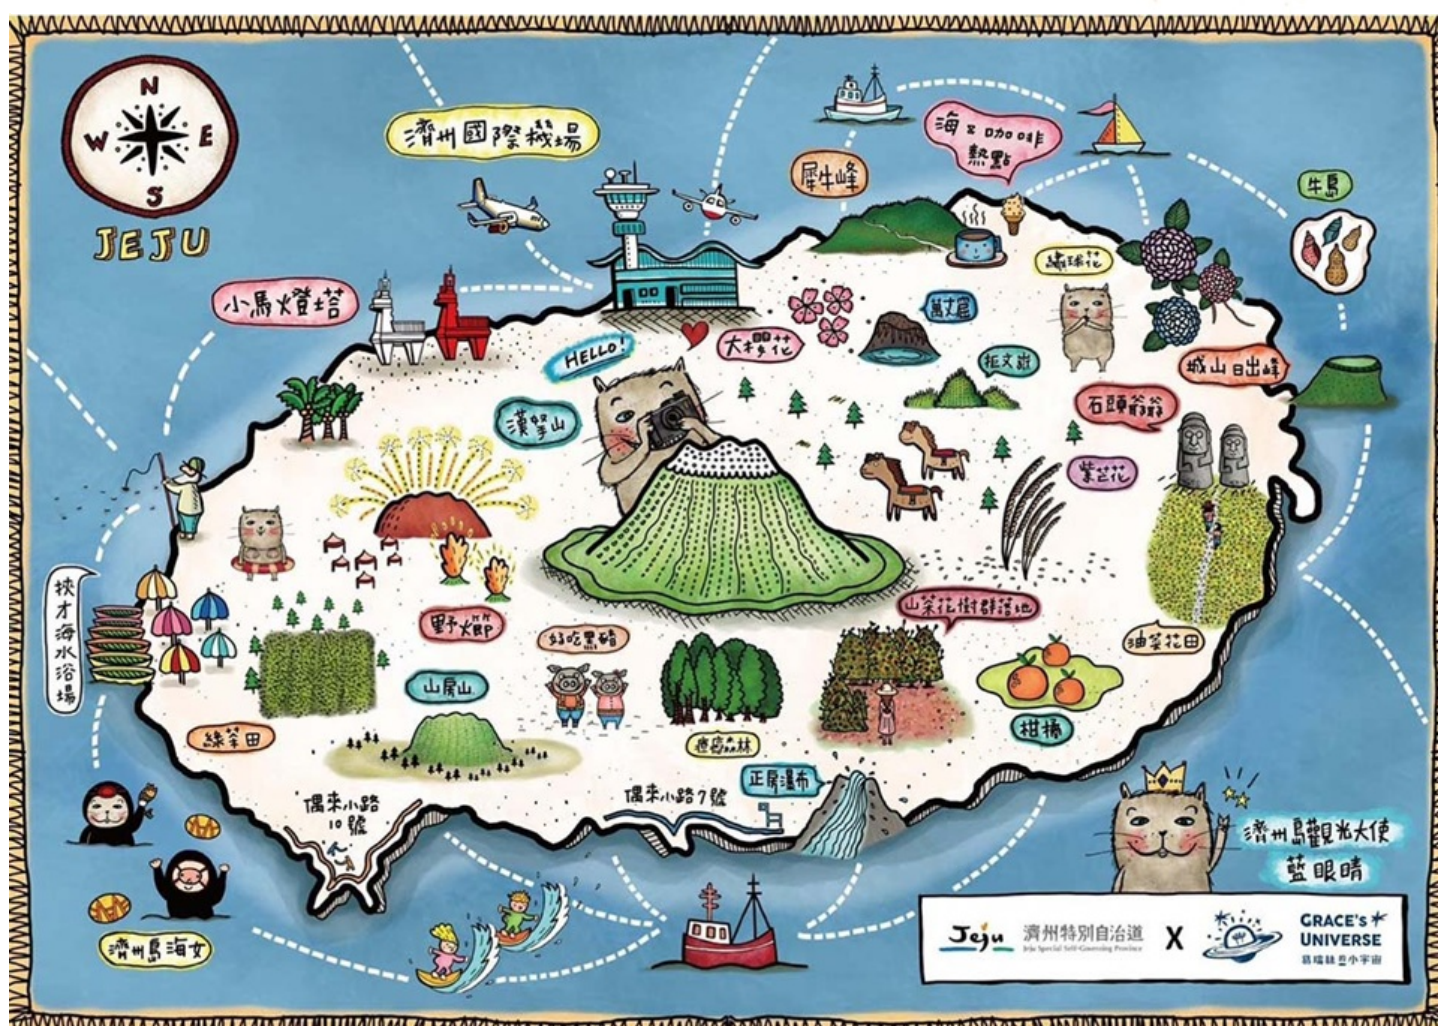 N
W
E
S
JEJU
濟州國際機場
犀牛峰
海&咖啡
熱點
牛島
小馬燈塔
繡球花
萬丈窟
HELLO!
大櫻花
拒文岳
城山日出峰
漢拏山
石頭爺爺
紫芒花
挾才海水浴場
野火節
好吃黑豬
山茶花樹群落地
油菜花田
山房山
綠茶田
療癒森林
柑橘
正房瀑布
偶來小路
10號
偶來小路7號
濟州島觀光大使
藍眼睛
濟州島海女
Jeju
濟州特別自治道
Jeju Special Self-Governing Province
X
GRACE's
UNIVERSE